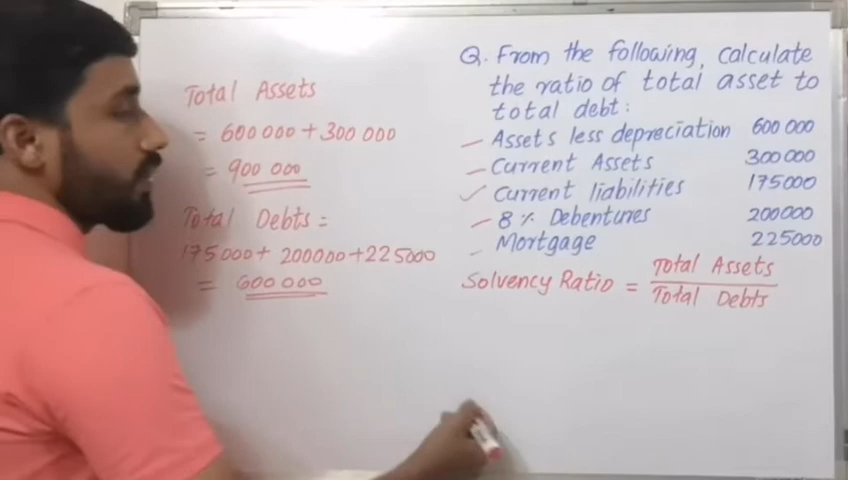 Total Assets
= 600 000 + 300 000
= 900 000
Total Debts =
175000 + 200000 + 225000
= 600 000
Q. From the following, calculate
the ratio of total asset to
total debt :
Assets less depreciation 600 000
Current Assets 300000
✓ Current liabilities 175000
8 % Debentures 200000
Mortgage 225000
Solvency Ratio = Total Assets
Total Debts